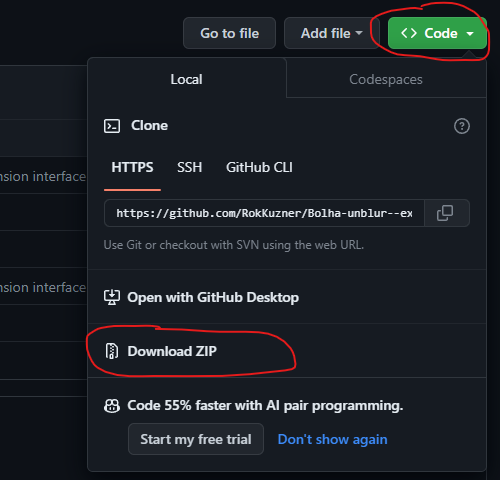 Go to file
Add file
Code
Local
Codespaces
Clone
HTTPS
SSH
GitHub CLI
nsion interface
https://github.com/RokKuzner/Bolha-unblur--ex
Use Git or checkout with SVN using the web URL.
nsion interface
Open with GitHub Desktop
Download ZIP
Code 55% faster with AI pair programming.
Start my free trial
Don't show again